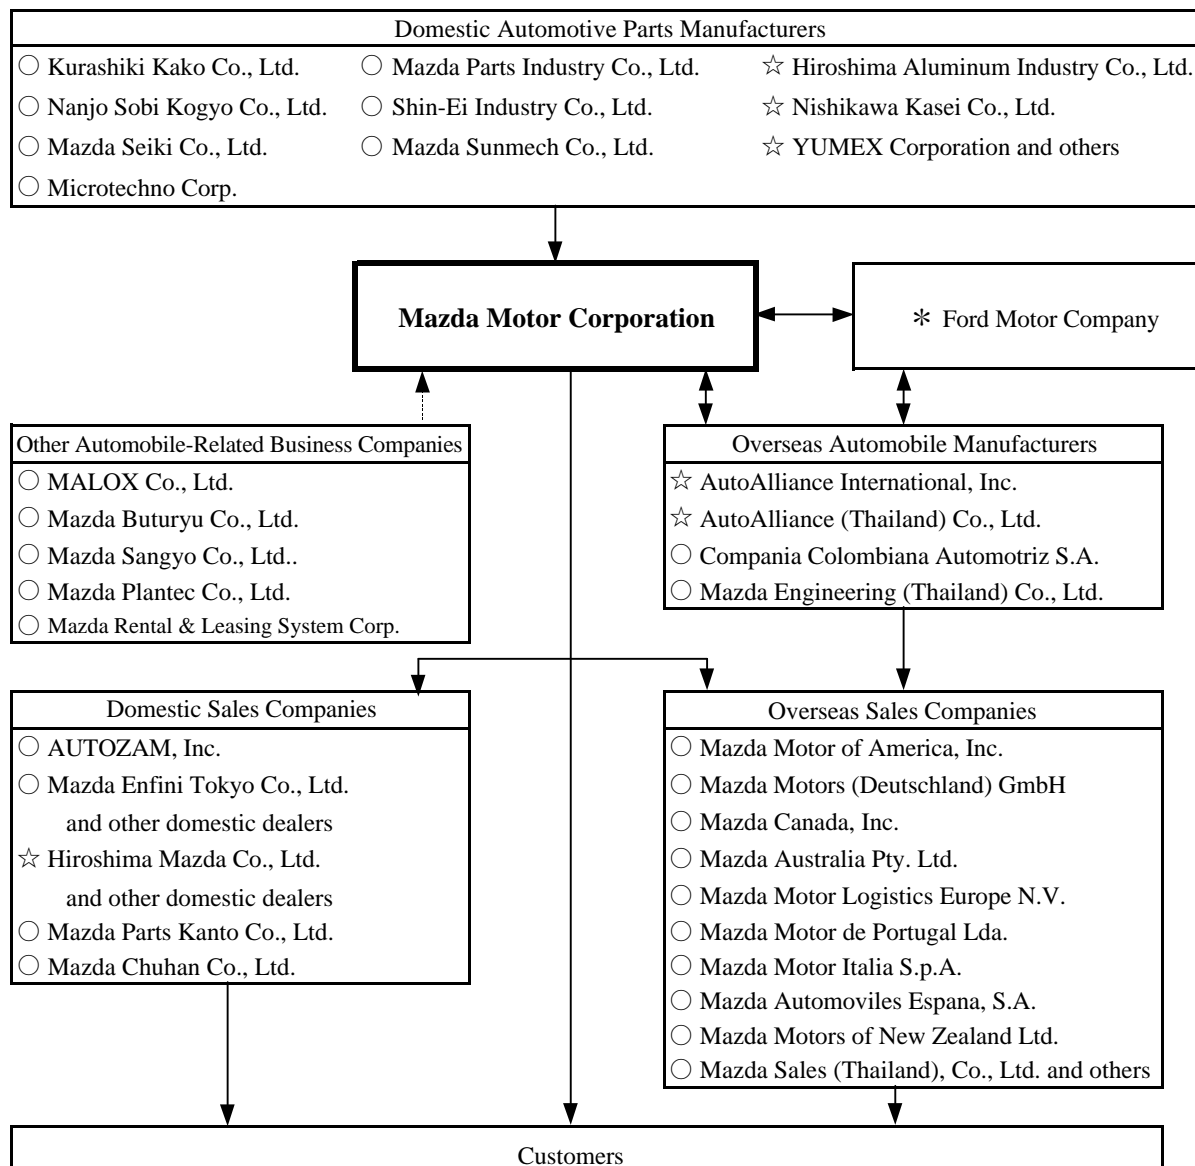 Domestic Automotive Parts Manufacturers
○ Kurashiki Kako Co., Ltd. ○ Mazda Parts Industry Co., Ltd. ☆ Hiroshima Aluminum Industry Co., Ltd.
○ Nanjo Sobi Kogyo Co., Ltd. ○ Shin-Ei Industry Co., Ltd. ☆ Nishikawa Kasei Co., Ltd.
○ Mazda Seiki Co., Ltd. ○ Mazda Sunmech Co., Ltd. ☆ YUMEX Corporation and others
○ Microtechno Corp.
Mazda Motor Corporation
* Ford Motor Company
Other Automobile-Related Business Companies
○ MALOX Co., Ltd.
○ Mazda Buturyu Co., Ltd.
○ Mazda Sangyo Co., Ltd..
○ Mazda Plantec Co., Ltd.
○ Mazda Rental & Leasing System Corp.
Overseas Automobile Manufacturers
☆ AutoAlliance International, Inc.
☆ AutoAlliance (Thailand) Co., Ltd.
○ Compania Colombiana Automotriz S.A.
○ Mazda Engineering (Thailand) Co., Ltd.
Domestic Sales Companies
○ AUTOZAM, Inc.
○ Mazda Enfini Tokyo Co., Ltd.
and other domestic dealers
☆ Hiroshima Mazda Co., Ltd.
and other domestic dealers
○ Mazda Parts Kanto Co., Ltd.
○ Mazda Chuhan Co., Ltd.
Overseas Sales Companies
○ Mazda Motor of America, Inc.
○ Mazda Motors (Deutschland) GmbH
○ Mazda Canada, Inc.
○ Mazda Australia Pty. Ltd.
○ Mazda Motor Logistics Europe N.V.
○ Mazda Motor de Portugal Lda.
○ Mazda Motor Italia S.p.A.
○ Mazda Automoviles Espana, S.A.
○ Mazda Motors of New Zealand Ltd.
○ Mazda Sales (Thailand), Co., Ltd. and others
Customers